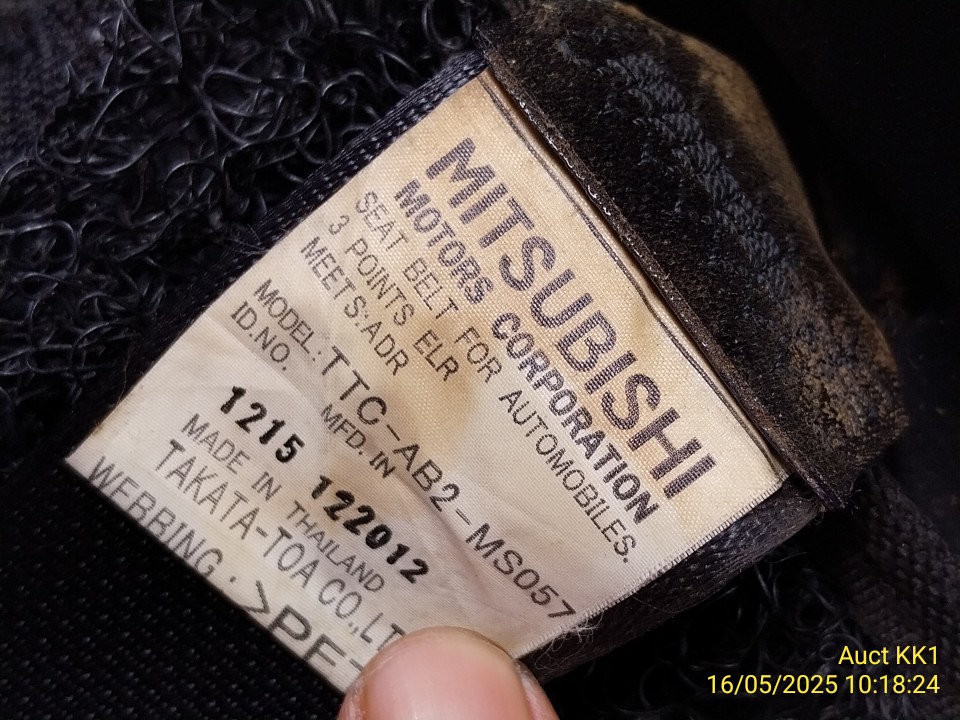 MITSUBISHI
MOTORS CORPORATION
SEAT BELT FOR AUTOMOBILES.
3 POINTS ELR
MEETS:ADR
MODEL: TTC-AB2-MS057
ID.NO. MFD. IN
1215 122012
MADE IN THAILAND
TAKATA-TOA CO.,LT
WEBBING: >PE
Auct KK1
16/05/2025 10:18:24